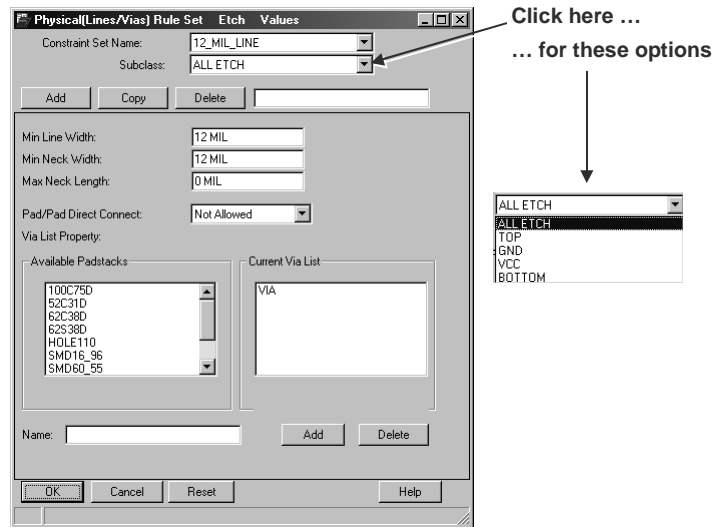 Physical(Lines/Vias) Rule Set Etch Values
Click here …
… for these options
Constraint Set Name: 12_MIL_LINE
Subclass: ALL ETCH
Add Copy Delete
Min Line Width: 12 MIL
Min Neck Width: 12 MIL
Max Neck Length: 0 MIL
Pad/Pad Direct Connect: Not Allowed
Via List Property:
Available Padstacks
100C75D
52C31D
62C38D
62S38D
HOLE110
SMD16_96
SMD60_55
Current Via List
VIA
Name:
Add Delete
OK Cancel Reset Help
ALL ETCH
ALL ETCH
TOP
GND
VCC
BOTTOM